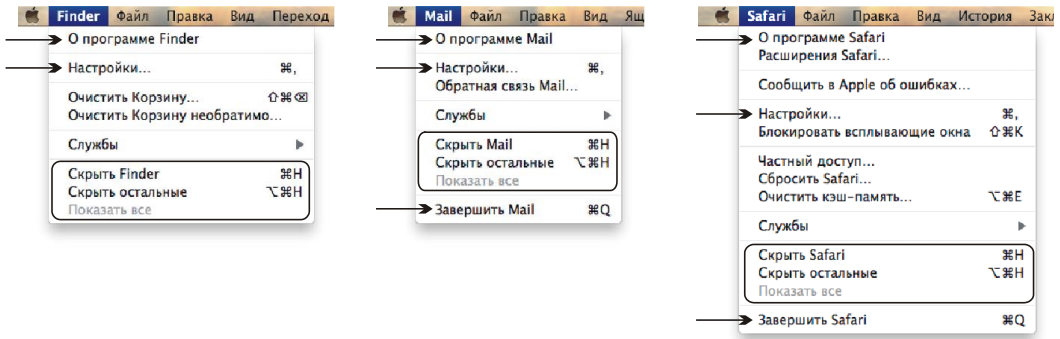 Finder Файл Правка Вид Переход
О программе Finder
Настройки... ⌘,
Очистить Корзину... ⇧⌘⌫
Очистить Корзину необратимо...
Службы ▶
Скрыть Finder ⌘H
Скрыть остальные ⌥⌘H
Показать все
Mail Файл Правка Вид Ящ
О программе Mail
Настройки... ⌘,
Обратная связь Mail...
Службы ▶
Скрыть Mail ⌘H
Скрыть остальные ⌥⌘H
Показать все
Завершить Mail ⌘Q
Safari Файл Правка Вид История Закл
О программе Safari
Расширения Safari...
Сообщить в Apple об ошибках...
Настройки... ⌘,
Блокировать всплывающие окна ⇧⌘K
Частный доступ...
Сбросить Safari...
Очистить кэш-память... ⌥⌘E
Службы ▶
Скрыть Safari ⌘H
Скрыть остальные ⌥⌘H
Показать все
Завершить Safari ⌘Q